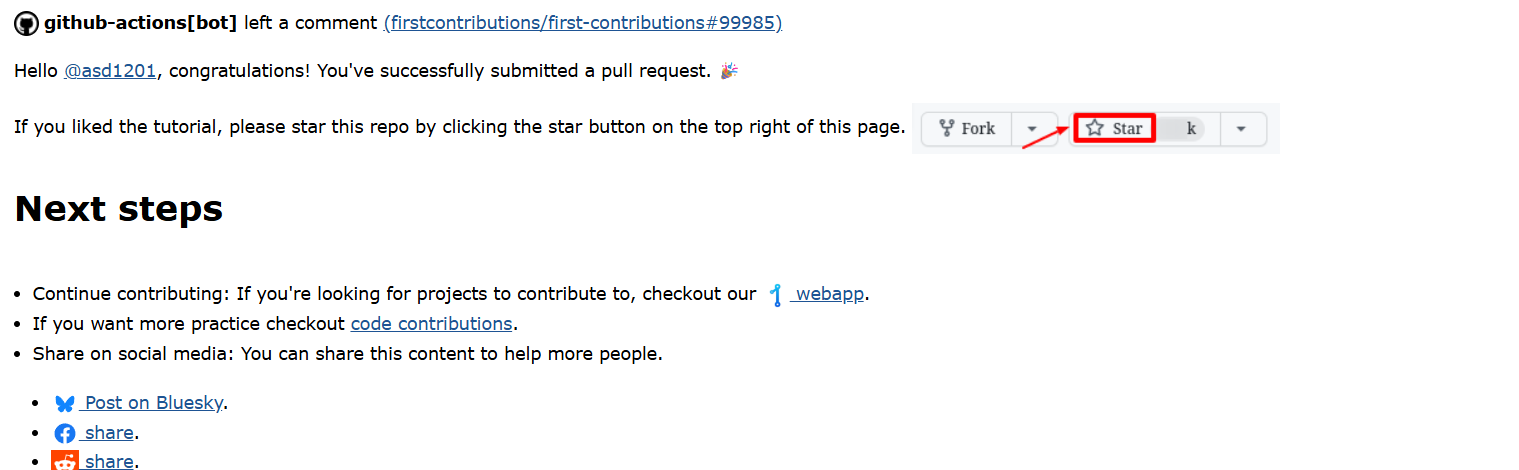 github-actions[bot] left a comment (firstcontributions/first-contributions#99985)
Hello @asd1201, congratulations! You've successfully submitted a pull request. 🎉
If you liked the tutorial, please star this repo by clicking the star button on the top right of this page. Fork Star k
Next steps
• Continue contributing: If you're looking for projects to contribute to, checkout our webapp.
• If you want more practice checkout code contributions.
• Share on social media: You can share this content to help more people.
• Post on Bluesky.
• share.
• share.